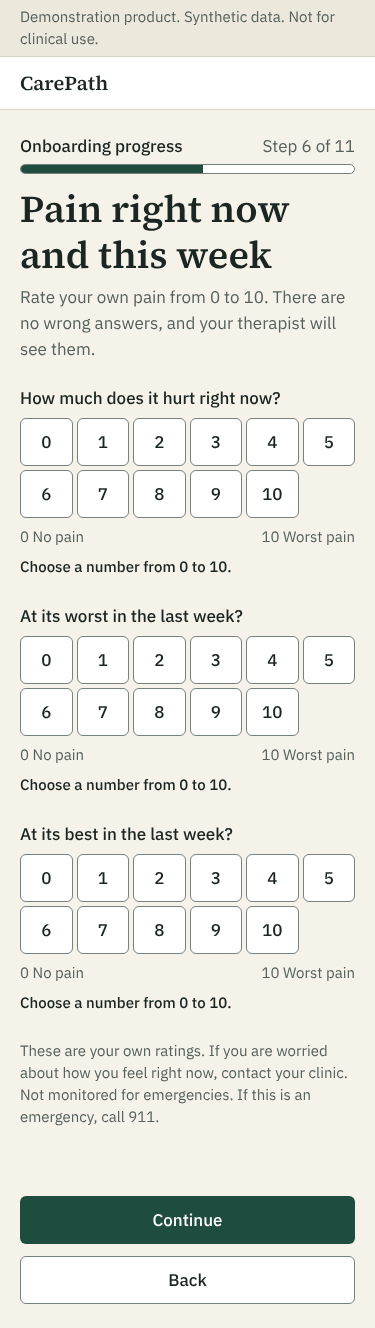 Demonstration product. Synthetic data. Not for
clinical use.
CarePath
Onboarding progress
Step 6 of 11
Pain right now
and this week
Rate your own pain from 0 to 10. There are
no wrong answers, and your therapist will
see them.
How much does it hurt right now?
0 1 2 3 4 5
6 7 8 9 10
0 No pain
10 Worst pain
Choose a number from 0 to 10.
At its worst in the last week?
0 1 2 3 4 5
6 7 8 9 10
0 No pain
10 Worst pain
Choose a number from 0 to 10.
At its best in the last week?
0 1 2 3 4 5
6 7 8 9 10
0 No pain
10 Worst pain
Choose a number from 0 to 10.
These are your own ratings. If you are worried
about how you feel right now, contact your clinic.
Not monitored for emergencies. If this is an
emergency, call 911.
Continue
Back